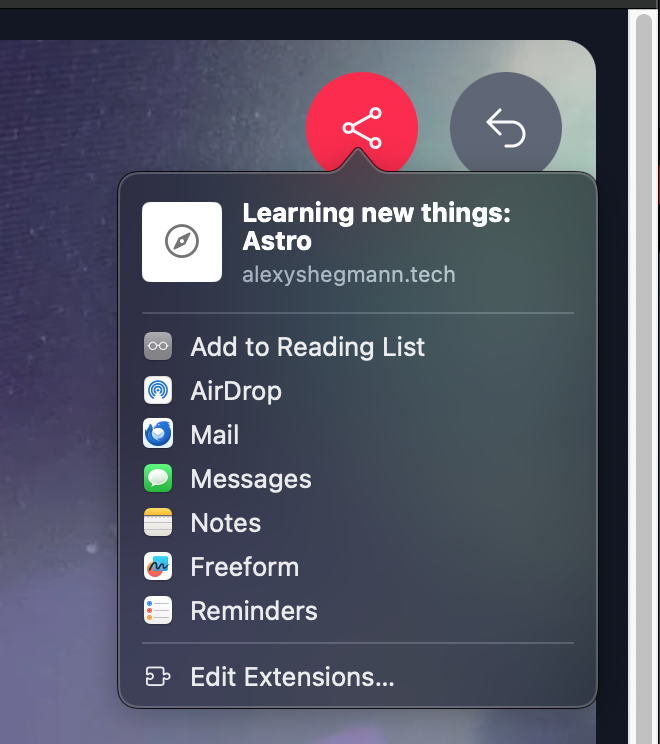 Learning new things:
Astro
alexyshegmann.tech
Add to Reading List
AirDrop
Mail
Messages
Notes
Freeform
Reminders
Edit Extensions...